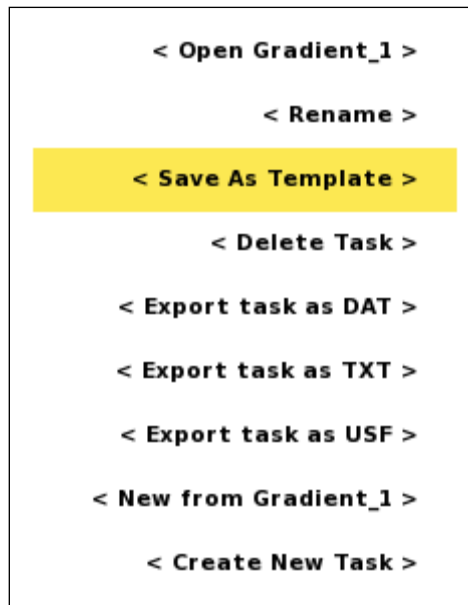 < Open Gradient_1 >
< Rename >
< Save As Template >
< Delete Task >
< Export task as DAT >
< Export task as TXT >
< Export task as USF >
< New from Gradient_1 >
< Create New Task >